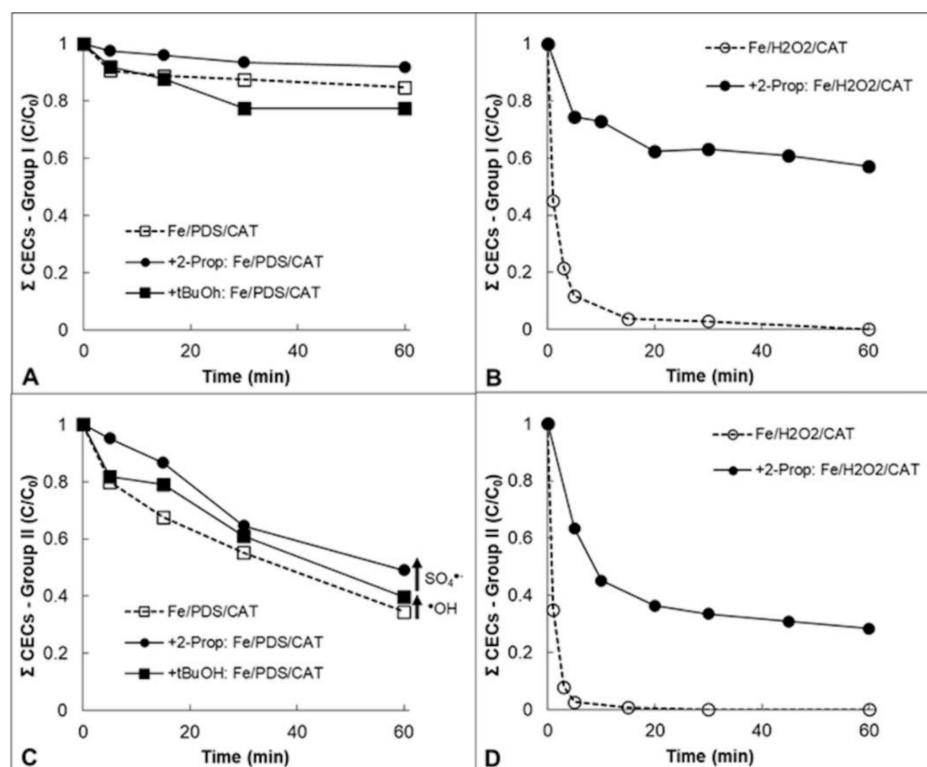 Σ CECs - Group I (C/C0)
1
0.8
0.6
0.4
0.2
0
Fe/PDS/CAT
+2-Prop: Fe/PDS/CAT
+tBuOh: Fe/PDS/CAT
0 20 40 60
Time (min)
A
Σ CECs - Group I (C/C0)
1
0.8
0.6
0.4
0.2
0
Fe/H2O2/CAT
+2-Prop: Fe/H2O2/CAT
0 20 40 60
Time (min)
B
Σ CECs - Group II (C/C0)
1
0.8
0.6
0.4
0.2
0
SO4•-
•OH
Fe/PDS/CAT
+2-Prop: Fe/PDS/CAT
+tBuOH: Fe/PDS/CAT
0 20 40 60
Time (min)
C
Σ CECs - Group II (C/C0)
1
0.8
0.6
0.4
0.2
0
Fe/H2O2/CAT
+2-Prop: Fe/H2O2/CAT
0 20 40 60
Time (min)
D